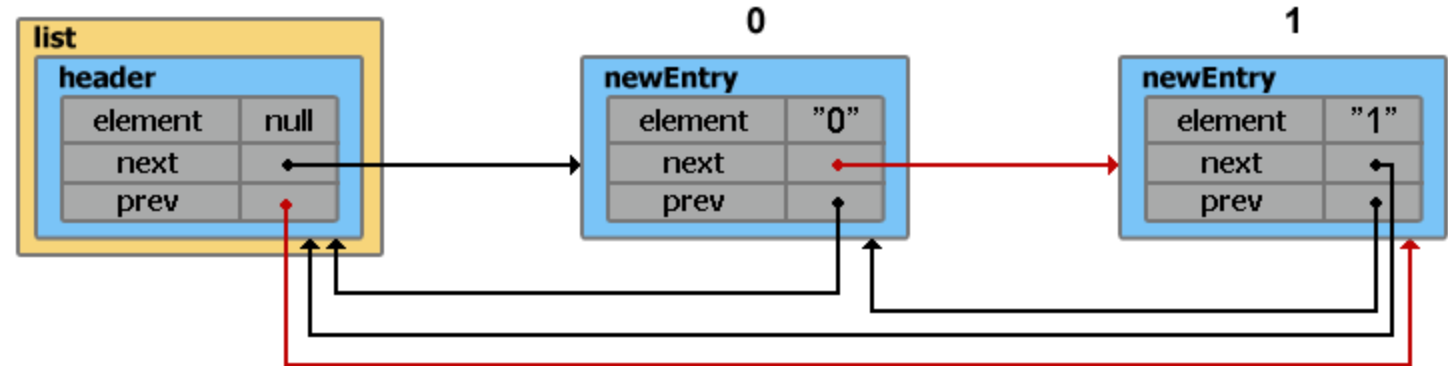 0 1
list
header
element null
next
prev
newEntry
element ”0”
next
prev
newEntry
element ”1”
next
prev